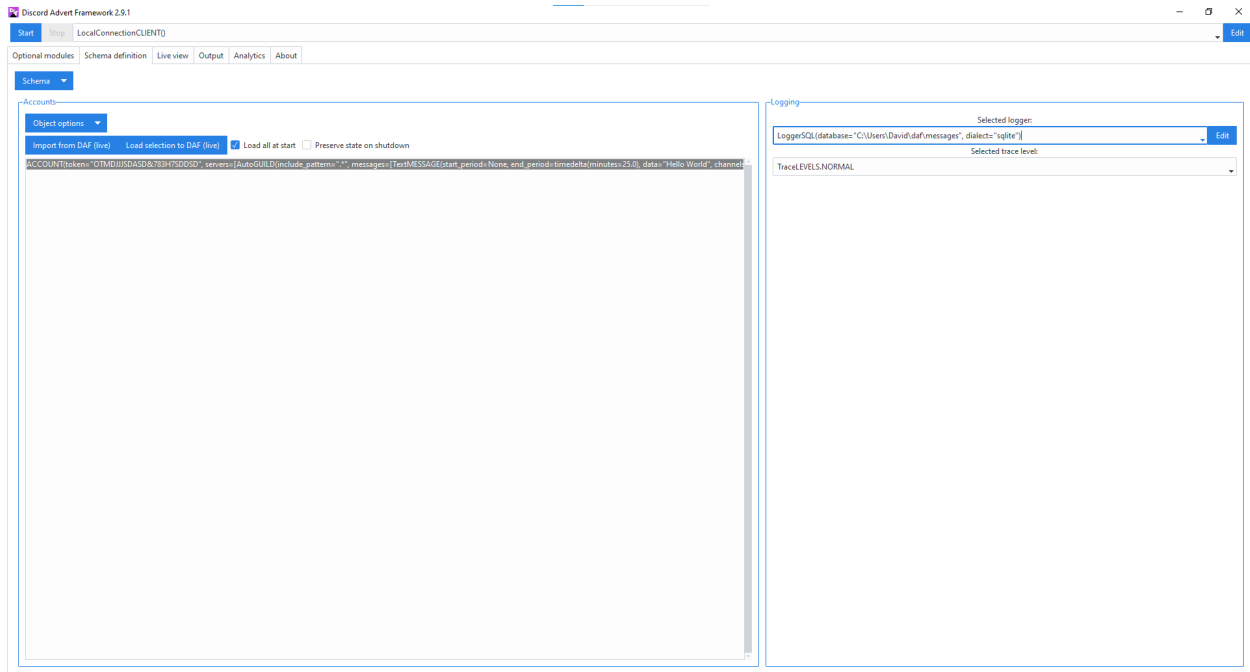 Discord Advert Framework 2.9.1
Start Stop LocalConnectionCLIENT() Edit
Optional modules Schema definition Live view Output Analytics About
Schema
Accounts
Object options
Import from DAF (live) Load selection to DAF (live) Load all at start Preserve state on shutdown
ACCOUNT(token="OTMDJJJSDASD&783H7SDDSD", servers=[AutoGUILD(include_pattern=".*", messages=[TextMESSAGE(start_period=None, end_period=timedelta(minutes=25.0), data="Hello World", channels
Logging
Selected logger:
LoggerSQL(database="C:\Users\David\daf\messages", dialect="sqlite") Edit
Selected trace level:
TraceLEVELS.NORMAL